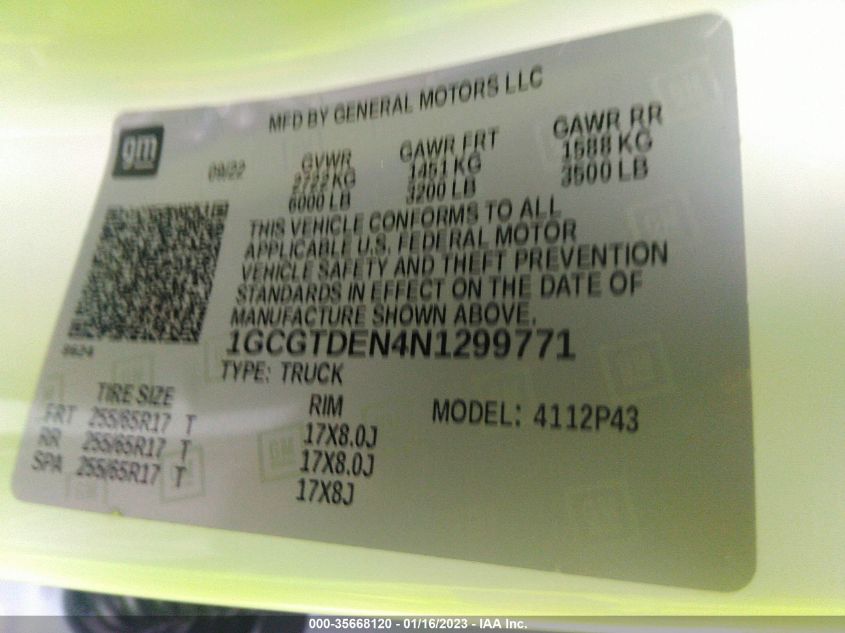 MFD BY GENERAL MOTORS LLC
gm
09/22
GVWR GAWR FRT GAWR RR
2722 KG 1451 KG 1588 KG
6000 LB 3200 LB 3500 LB
THIS VEHICLE CONFORMS TO ALL
APPLICABLE U.S. FEDERAL MOTOR
VEHICLE SAFETY AND THEFT PREVENTION
STANDARDS IN EFFECT ON THE DATE OF
MANUFACTURE SHOWN ABOVE.
1GCGTDEN4N1299771
TYPE: TRUCK
TIRE SIZE RIM MODEL: 4112P43
FRT 255/65R17 T 17X8.0J
RR 255/65R17 T 17X8.0J
SPA 255/65R17 T 17X8J
000-35668120 - 01/16/2023 - IAA Inc.